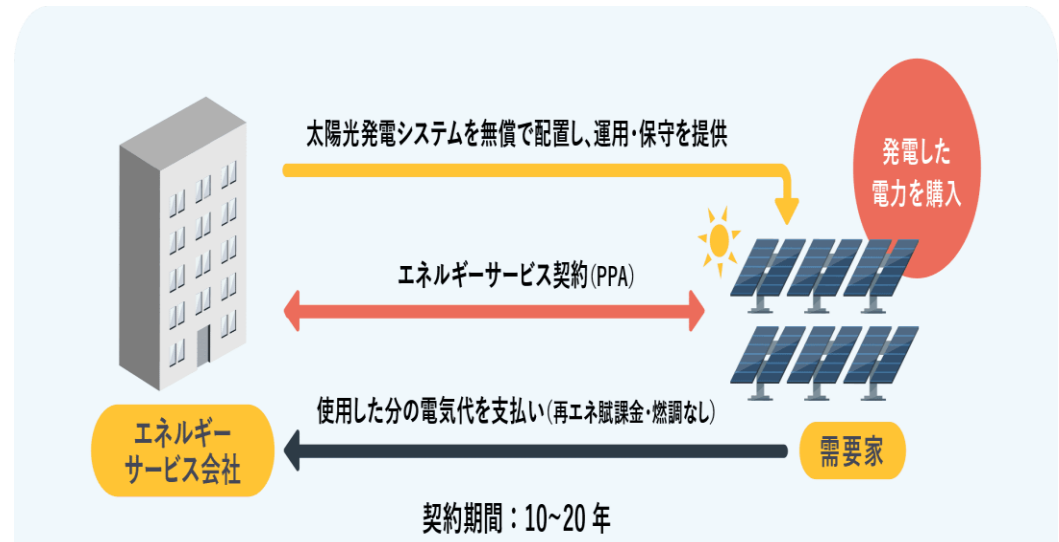 太陽光発電システムを無償で配置し、運用・保守を提供
発電した
電力を購入
エネルギーサービス契約(PPA)
使用した分の電気代を支払い(再エネ賦課金・燃調なし)
エネルギー
サービス会社
需要家
契約期間：10~20 年